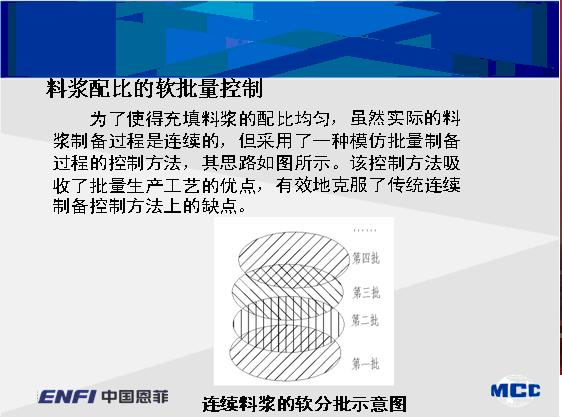 料浆配比的软批量控制
为了使得充填料浆的配比均匀，虽然实际的料
浆制备过程是连续的，但采用了一种模仿批量制备
过程的控制方法，其思路如图所示。该控制方法吸
收了批量生产工艺的优点，有效地克服了传统连续
制备控制方法上的缺点。
……
第四批
第三批
第二批
第一批
连续料浆的软分批示意图
ENFI 中国恩菲
MCC